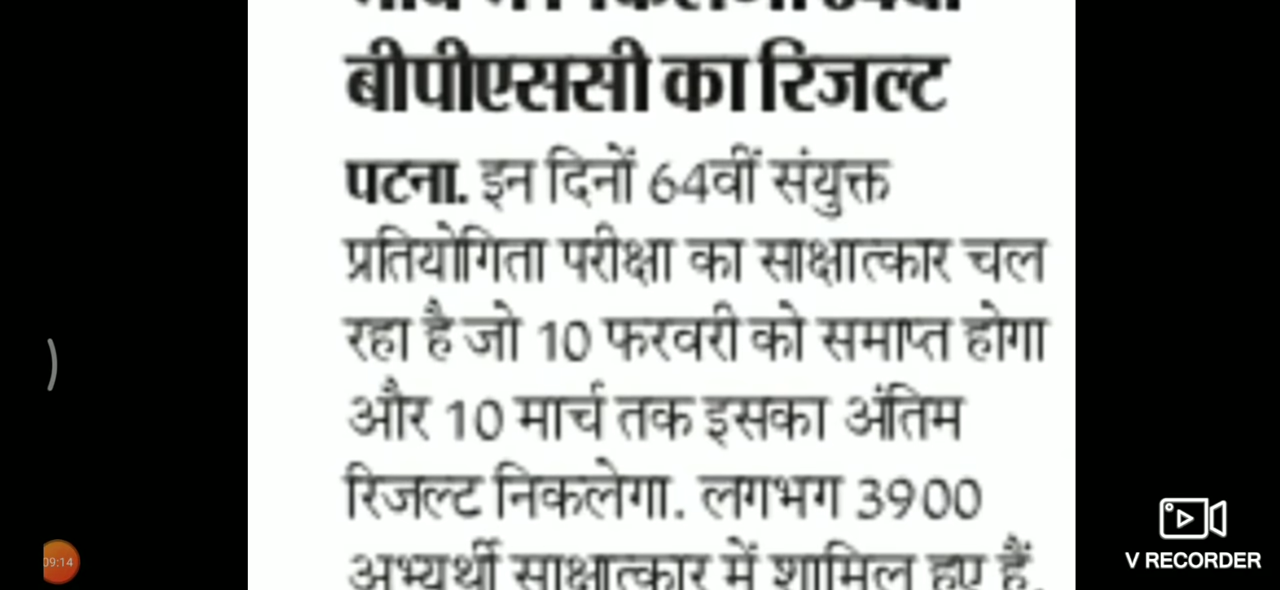 बीपीएससी का रिजल्ट
पटना. इन दिनों 64वीं संयुक्त
प्रतियोगिता परीक्षा का साक्षात्कार चल
रहा है जो 10 फरवरी को समाप्त होगा
और 10 मार्च तक इसका अंतिम
रिजल्ट निकलेगा. लगभग 3900
अभ्यर्थी साक्षात्कार में शामिल हुए हैं.
09:14
V RECORDER